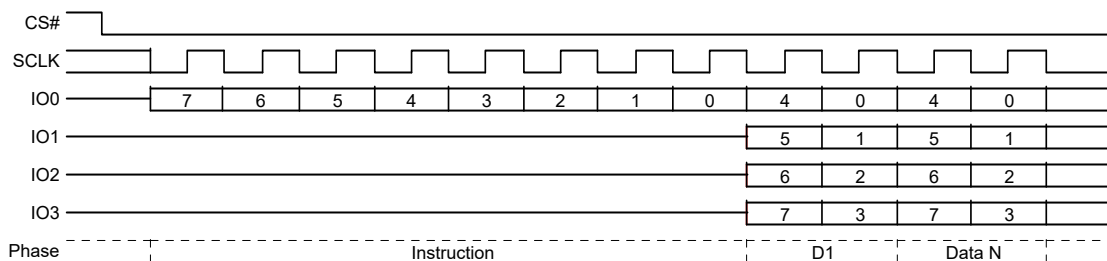 CS#
SCLK
IO0 7 6 5 4 3 2 1 0 4 0 4 0
IO1 5 1 5 1
IO2 6 2 6 2
IO3 7 3 7 3
Phase Instruction D1 Data N